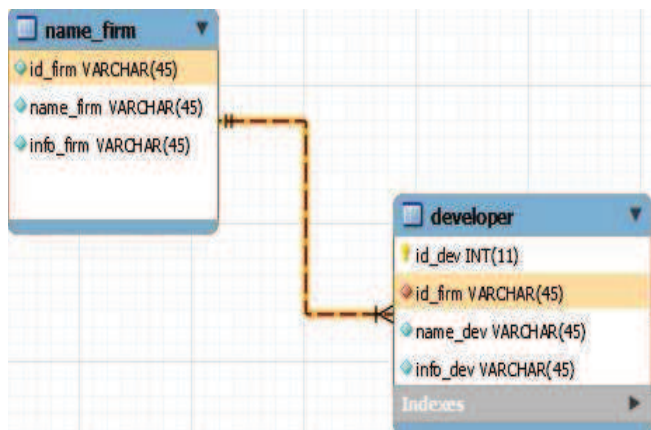 name_firm
id_firm VARCHAR(45)
name_firm VARCHAR(45)
info_firm VARCHAR(45)
developer
id_dev INT(11)
id_firm VARCHAR(45)
name_dev VARCHAR(45)
info_dev VARCHAR(45)
Indexes